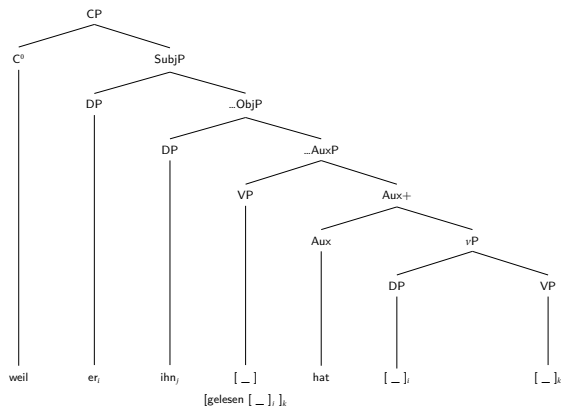 CP
C⁰ SubjP
DP ...ObjP
DP ...AuxP
VP Aux+
Aux vP
DP VP
weil erᵢ ihnⱼ [ _ ] hat [ _ ]ᵢ [ _ ]ₖ
[gelesen [ _ ]ⱼ ]ₖ